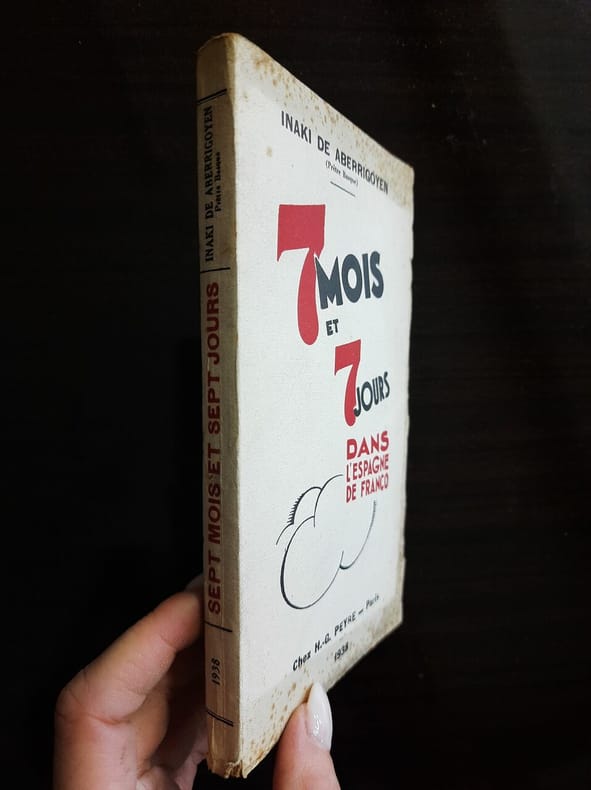 INAKI DE ABERRIGOYEN
(Prêtre Basque)
7 MOIS
ET
7 JOURS
DANS
L'ESPAGNE
DE FRANCO
Chez H.-G. PEYRE — Paris
1938
INAKI DE ABERRIGOYEN
Prêtre Basque
SEPT MOIS ET SEPT JOURS
1938